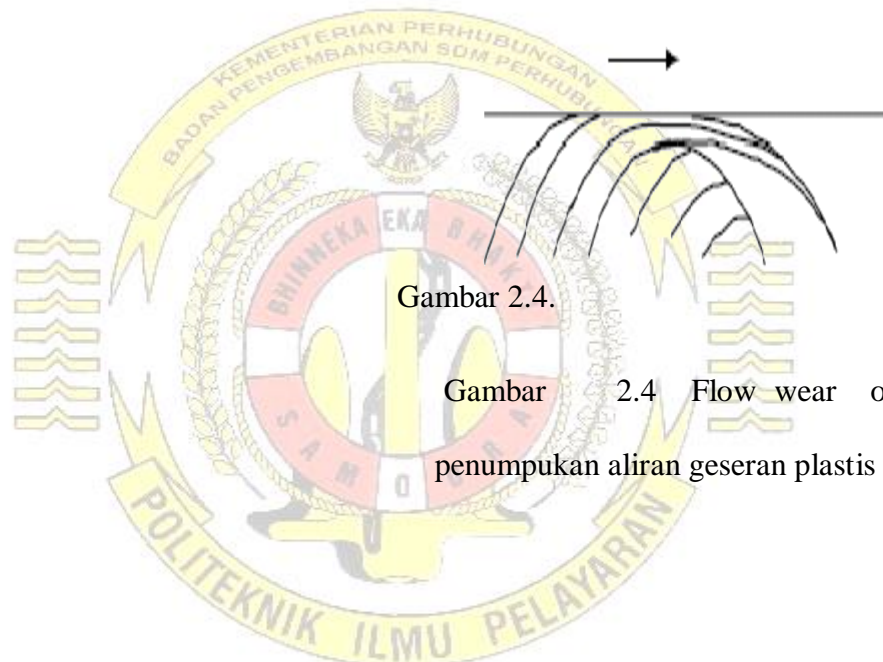 KEMENTERIAN PERHUBUNGAN
BADAN PENGEMBANGAN SDM
BHINNEKA EKA
Gambar 2.4.
Gambar 2.4 Flow wear
penumpukan aliran geseran plastis
POLITEKNIK ILMU PELAYARAN